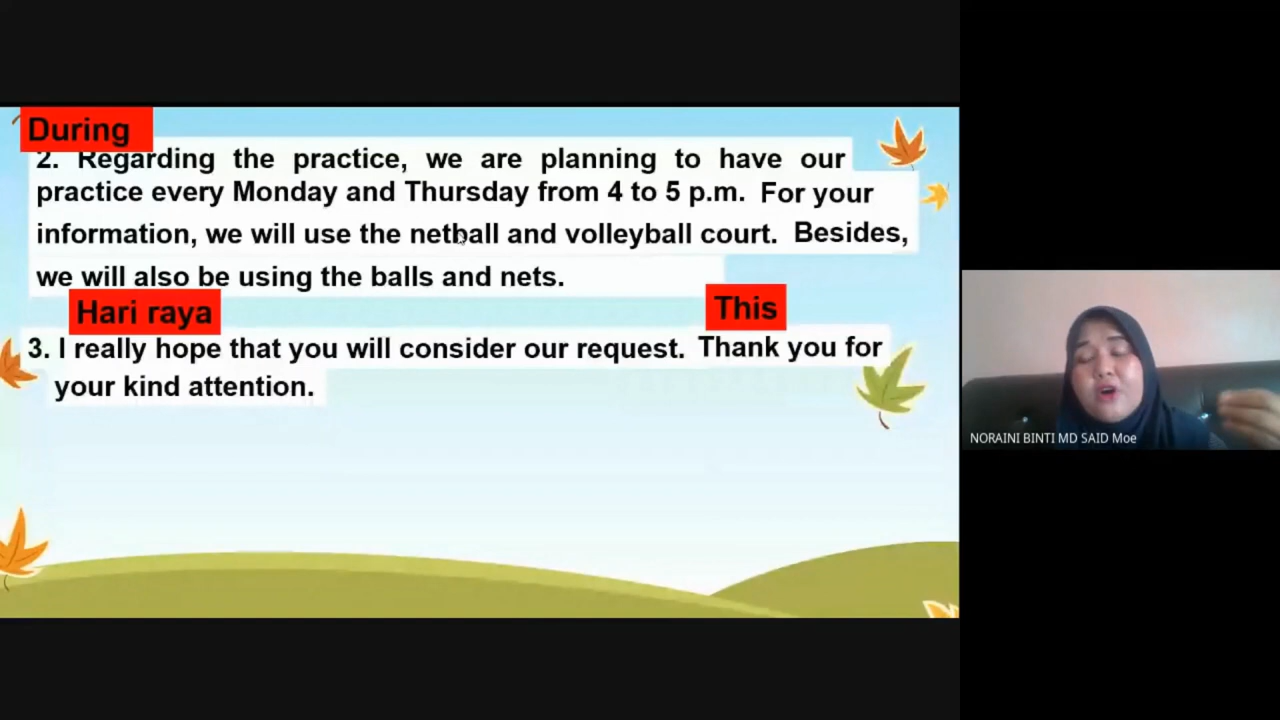 During
2. Regarding the practice, we are planning to have our
practice every Monday and Thursday from 4 to 5 p.m. For your
information, we will use the netball and volleyball court. Besides,
we will also be using the balls and nets.
Hari raya
This
3. I really hope that you will consider our request. Thank you for
your kind attention.
NORAINI BINTI MD SAID Moe